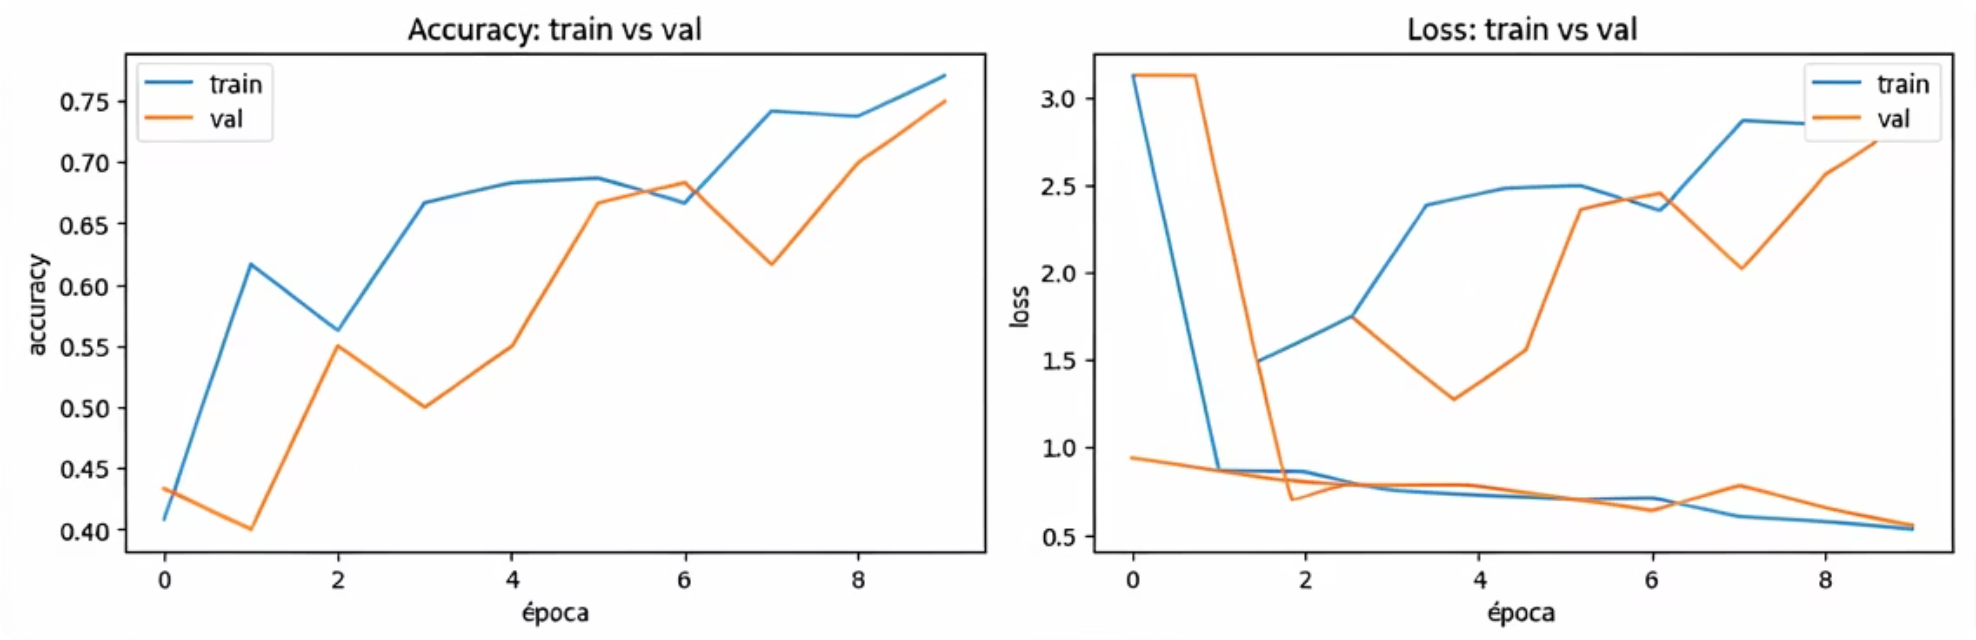 Accuracy: train vs val
train
val
0.75
0.70
0.65
0.60
0.55
0.50
0.45
0.40
accuracy
0 2 4 6 8
época
Loss: train vs val
train
val
3.0
2.5
2.0
1.5
1.0
0.5
loss
0 2 4 6 8
época